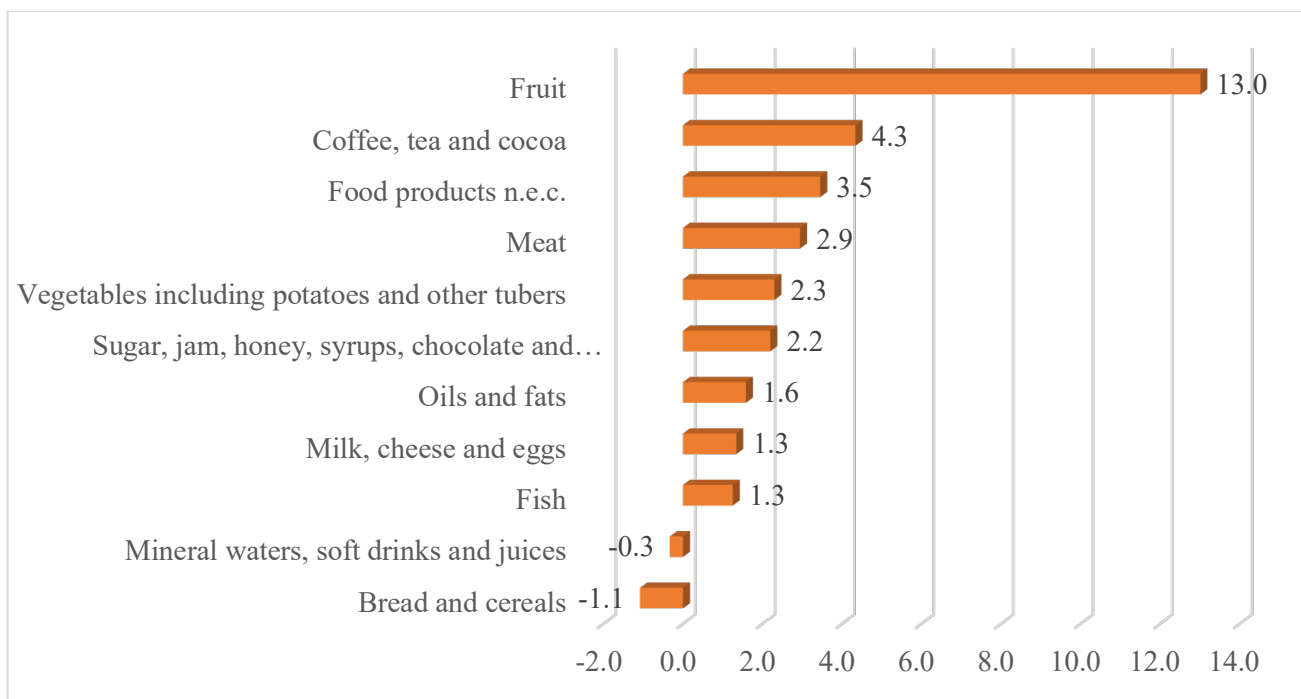 Fruit 13.0
Coffee, tea and cocoa 4.3
Food products n.e.c. 3.5
Meat 2.9
Vegetables including potatoes and other tubers 2.3
Sugar, jam, honey, syrups, chocolate and… 2.2
Oils and fats 1.6
Milk, cheese and eggs 1.3
Fish 1.3
Mineral waters, soft drinks and juices -0.3
Bread and cereals -1.1
-2.0 0.0 2.0 4.0 6.0 8.0 10.0 12.0 14.0